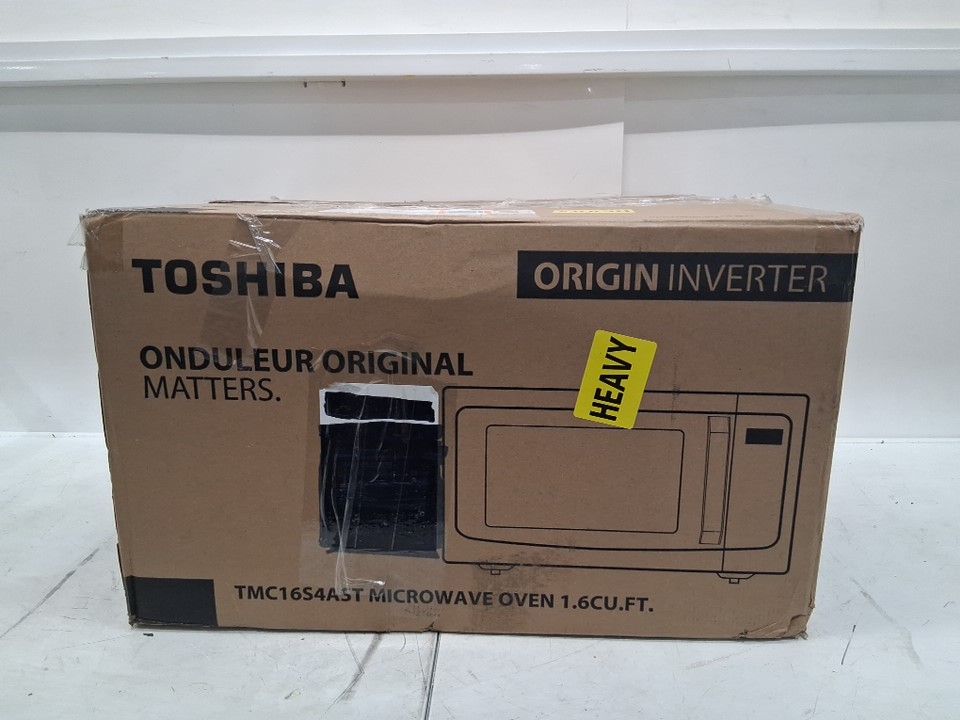 TOSHIBA
ORIGIN INVERTER
ONDULEUR ORIGINAL
MATTERS.
HEAVY
TMC16S4AST MICROWAVE OVEN 1.6CU.FT.